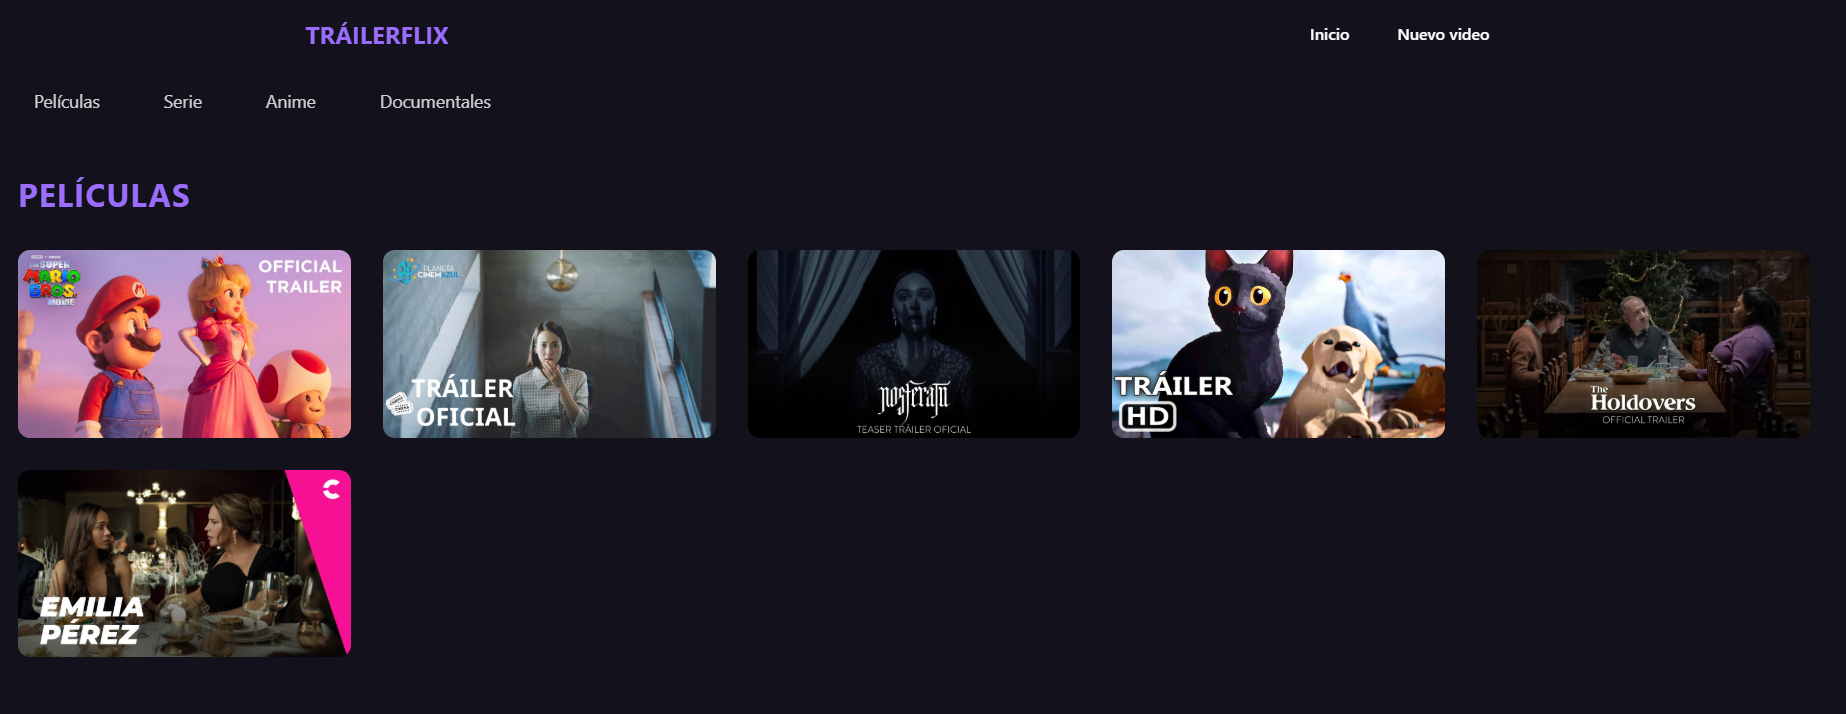 TRÁILERFLIX
Inicio
Nuevo video
Películas
Serie
Anime
Documentales
PELÍCULAS
THE SUPER
MARIO
BROS.
MOVIE
OFFICIAL
TRAILER
PLANETA
CINEMAZUL
TRÁILER
OFICIAL
nosferatu
TEASER TRÁILER OFICIAL
TRÁILER
HD
The
Holdovers
OFFICIAL TRAILER
C
EMILIA
PÉREZ